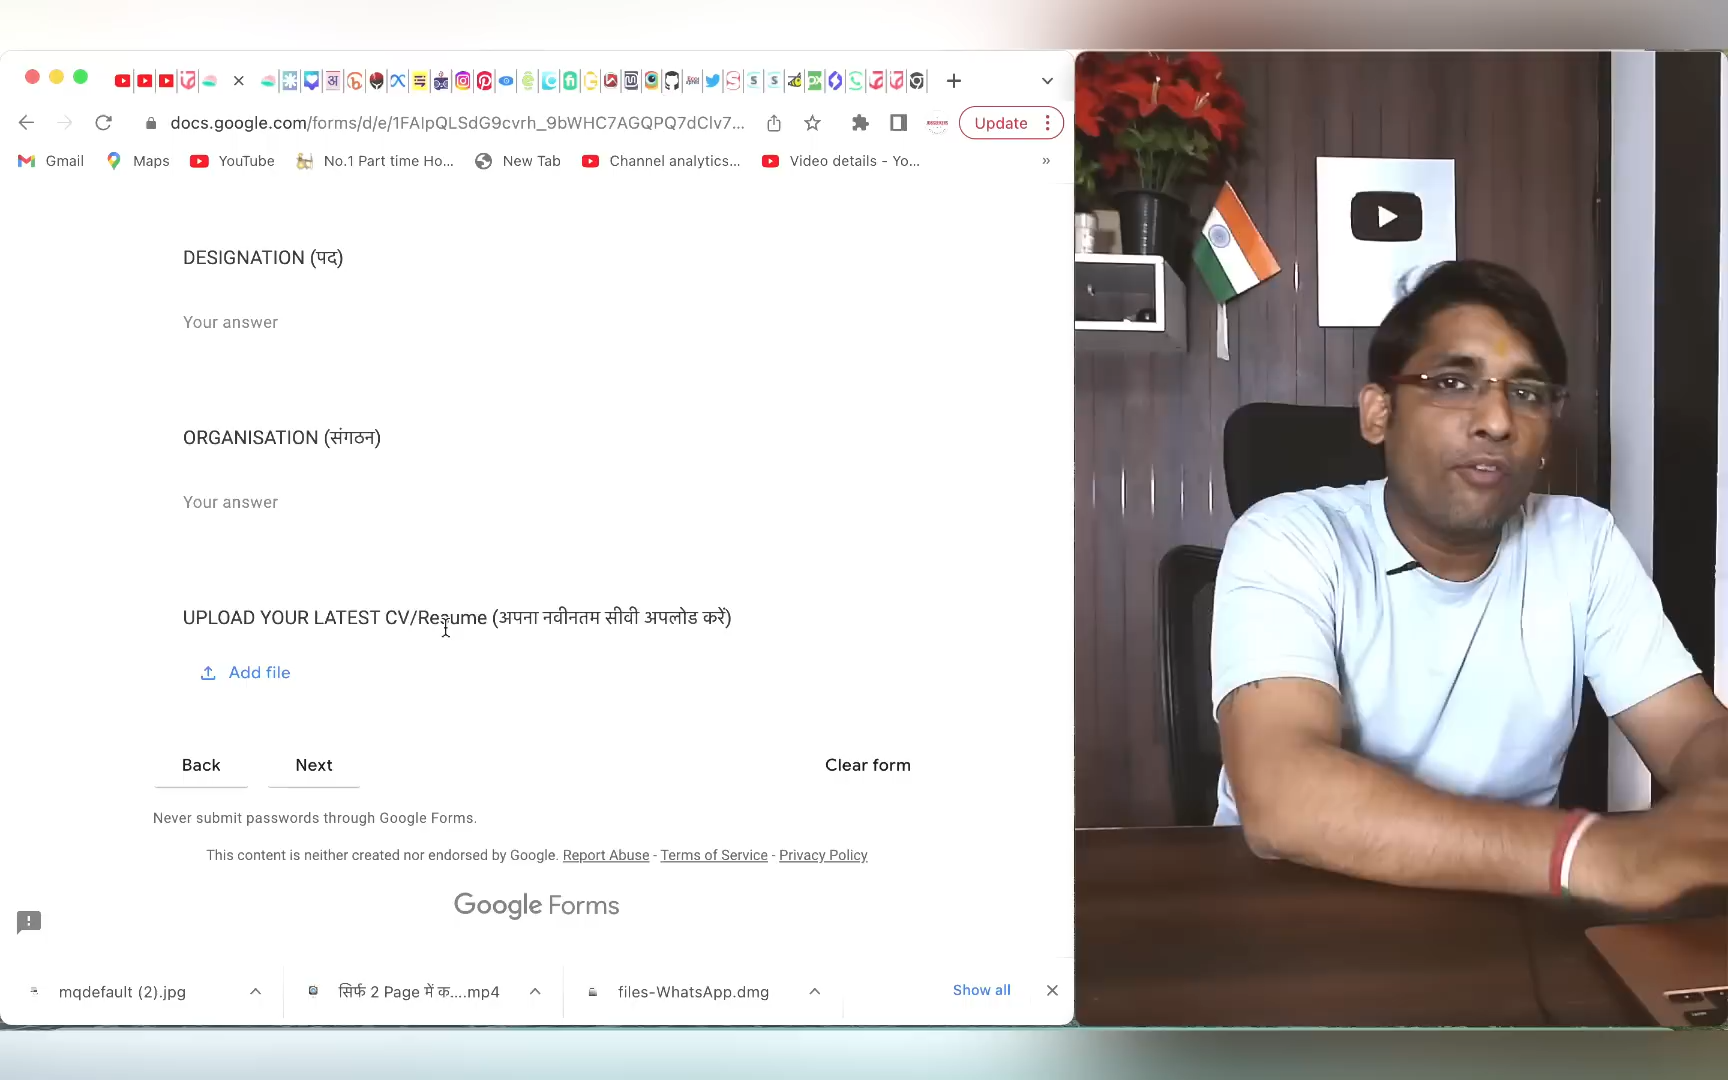 docs.google.com/forms/d/e/1FAIpQLSdG9cvrh_9bWHC7AGQPQ7dClv7...
Update
Gmail
Maps
YouTube
No.1 Part time Ho...
New Tab
Channel analytics...
Video details - Yo...
»
DESIGNATION (पद)
Your answer
ORGANISATION (संगठन)
Your answer
UPLOAD YOUR LATEST CV/Resume (अपना नवीनतम सीवी अपलोड करें)
Add file
Back
Next
Clear form
Never submit passwords through Google Forms.
This content is neither created nor endorsed by Google. Report Abuse - Terms of Service - Privacy Policy
Google Forms
mqdefault (2).jpg
सिर्फ 2 Page में क....mp4
files-WhatsApp.dmg
Show all